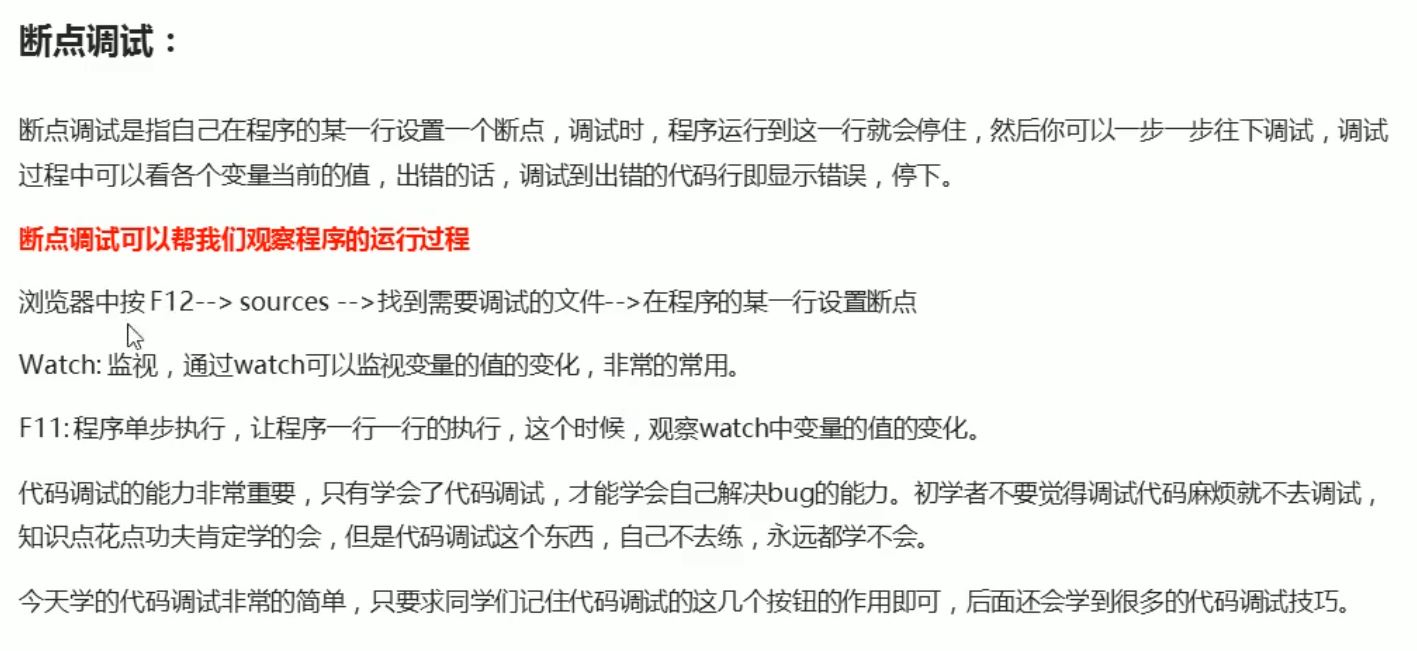 断点调试：
断点调试是指自己在程序的某一行设置一个断点，调试时，程序运行到这一行就会停住，然后你可以一步一步往下调试，调试
过程中可以看各个变量当前的值，出错的话，调试到出错的代码行即显示错误，停下。
断点调试可以帮我们观察程序的运行过程
浏览器中按 F12--> sources -->找到需要调试的文件-->在程序的某一行设置断点
Watch: 监视，通过watch可以监视变量的值的变化，非常的常用。
F11: 程序单步执行，让程序一行一行的执行，这个时候，观察watch中变量的值的变化。
代码调试的能力非常重要，只有学会了代码调试，才能学会自己解决bug的能力。初学者不要觉得调试代码麻烦就不去调试，
知识点花点功夫肯定学的会，但是代码调试这个东西，自己不去练，永远都学不会。
今天学的代码调试非常的简单，只要求同学们记住代码调试的这几个按钮的作用即可，后面还会学到很多的代码调试技巧。